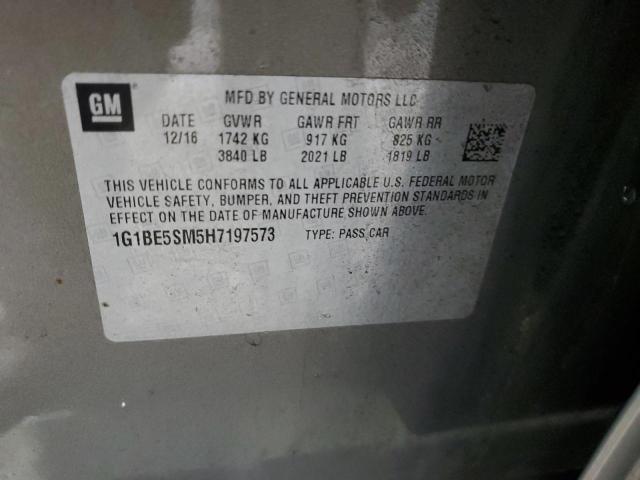 GM
MFD BY GENERAL MOTORS LLC
DATE GVWR GAWR FRT GAWR RR
12/16 1742 KG 917 KG 825 KG
3840 LB 2021 LB 1819 LB
THIS VEHICLE CONFORMS TO ALL APPLICABLE U.S. FEDERAL MOTOR
VEHICLE SAFETY, BUMPER, AND THEFT PREVENTION STANDARDS IN
EFFECT ON THE DATE OF MANUFACTURE SHOWN ABOVE.
1G1BE5SM5H7197573 TYPE: PASS CAR